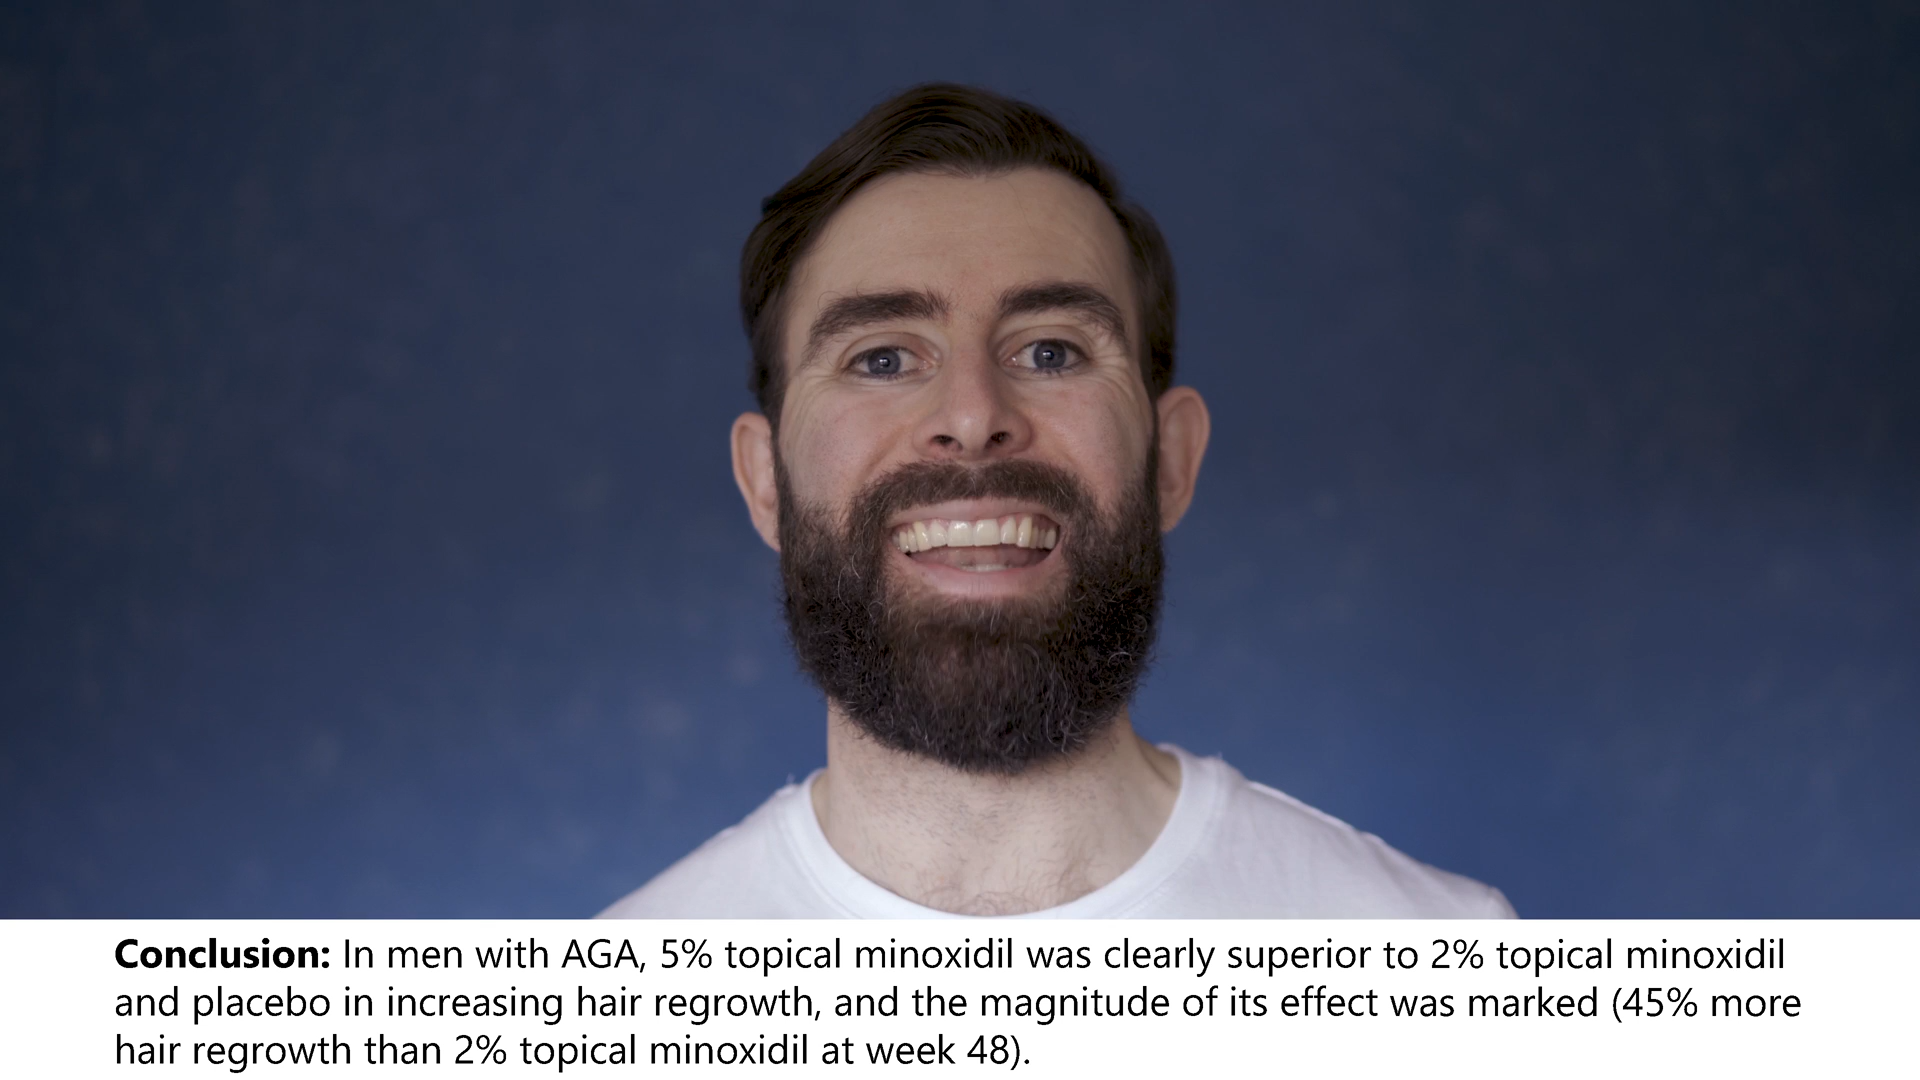 Conclusion: In men with AGA, 5% topical minoxidil was clearly superior to 2% topical minoxidil
and placebo in increasing hair regrowth, and the magnitude of its effect was marked (45% more
hair regrowth than 2% topical minoxidil at week 48).